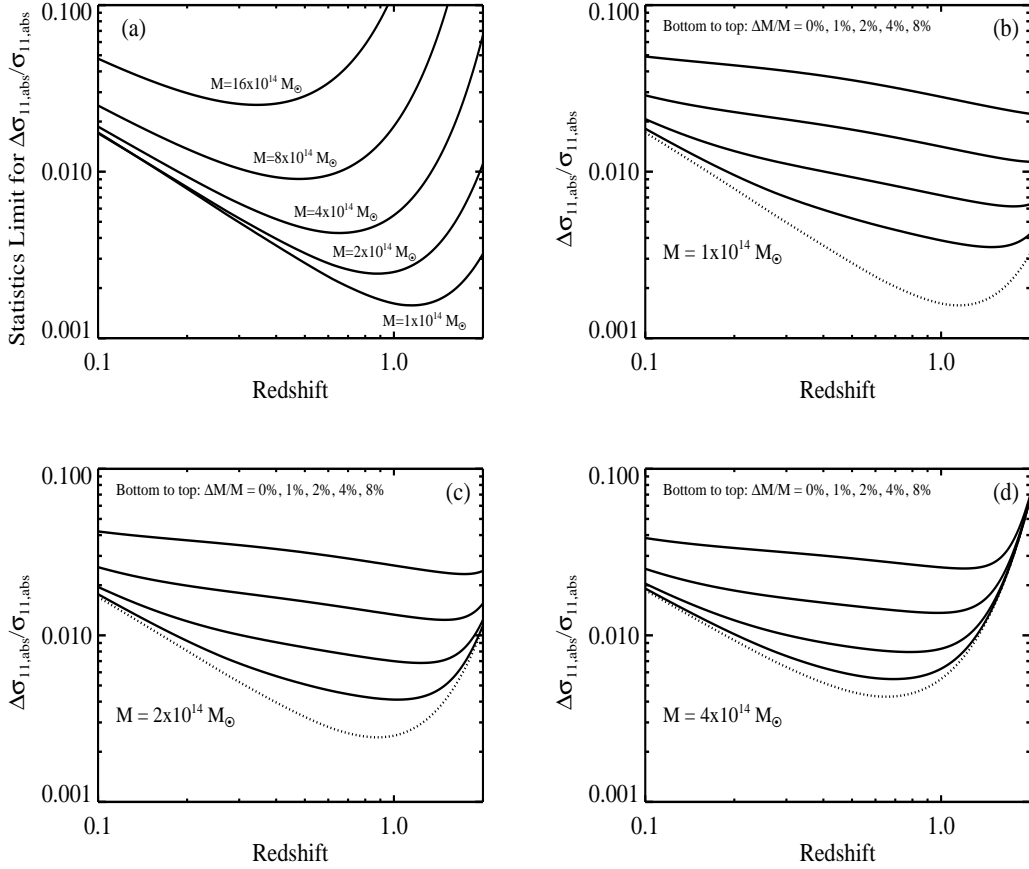 (a)
Statistics Limit for Δσ11,abs/σ11,abs
0.100
0.010
0.001
M=16x10^14 M⊙
M=8x10^14 M⊙
M=4x10^14 M⊙
M=2x10^14 M⊙
M=1x10^14 M⊙
0.1
1.0
Redshift
(b)
Bottom to top: ΔM/M = 0%, 1%, 2%, 4%, 8%
Δσ11,abs/σ11,abs
0.100
0.010
0.001
M = 1x10^14 M⊙
0.1
1.0
Redshift
(c)
Bottom to top: ΔM/M = 0%, 1%, 2%, 4%, 8%
Δσ11,abs/σ11,abs
0.100
0.010
0.001
M = 2x10^14 M⊙
0.1
1.0
Redshift
(d)
Bottom to top: ΔM/M = 0%, 1%, 2%, 4%, 8%
Δσ11,abs/σ11,abs
0.100
0.010
0.001
M = 4x10^14 M⊙
0.1
1.0
Redshift